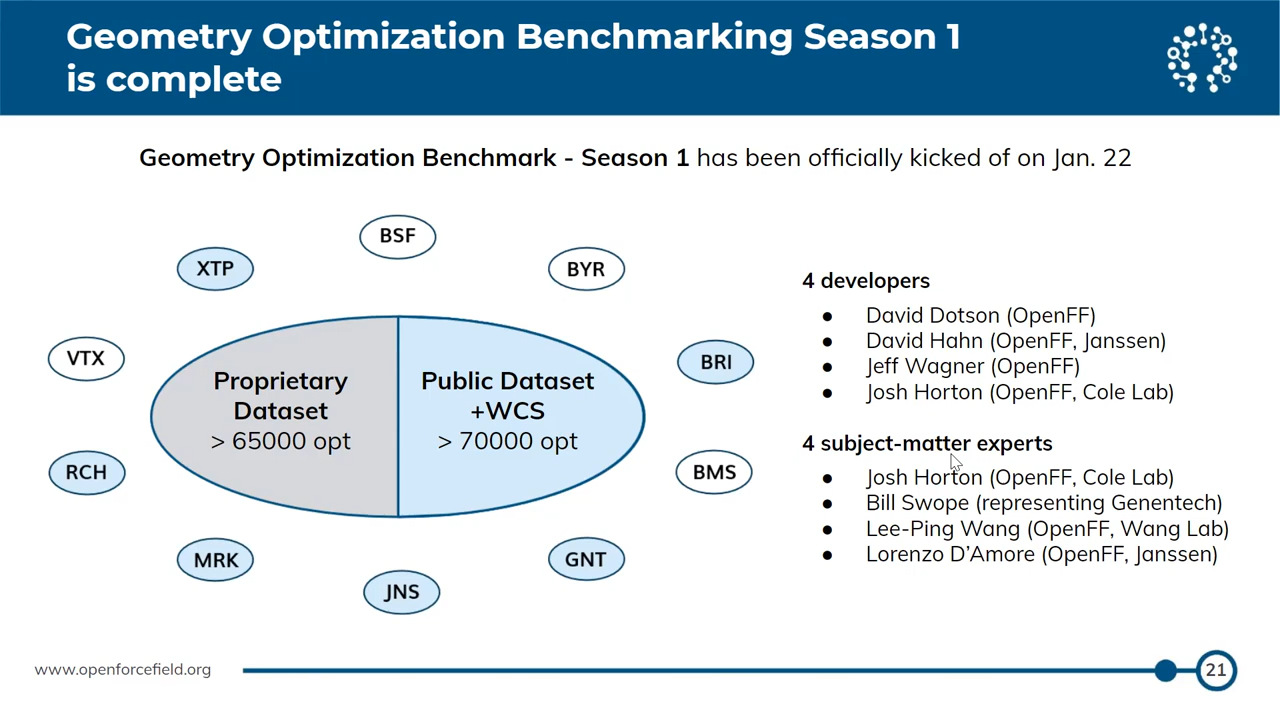 Geometry Optimization Benchmarking Season 1
is complete
Geometry Optimization Benchmark - Season 1 has been officially kicked of on Jan. 22
BSF
XTP
BYR
VTX
BRI
Proprietary
Dataset
> 65000 opt
Public Dataset
+WCS
> 70000 opt
RCH
BMS
MRK
GNT
JNS
4 developers
● David Dotson (OpenFF)
● David Hahn (OpenFF, Janssen)
● Jeff Wagner (OpenFF)
● Josh Horton (OpenFF, Cole Lab)
4 subject-matter experts
● Josh Horton (OpenFF, Cole Lab)
● Bill Swope (representing Genentech)
● Lee-Ping Wang (OpenFF, Wang Lab)
● Lorenzo D’Amore (OpenFF, Janssen)
www.openforcefield.org
21